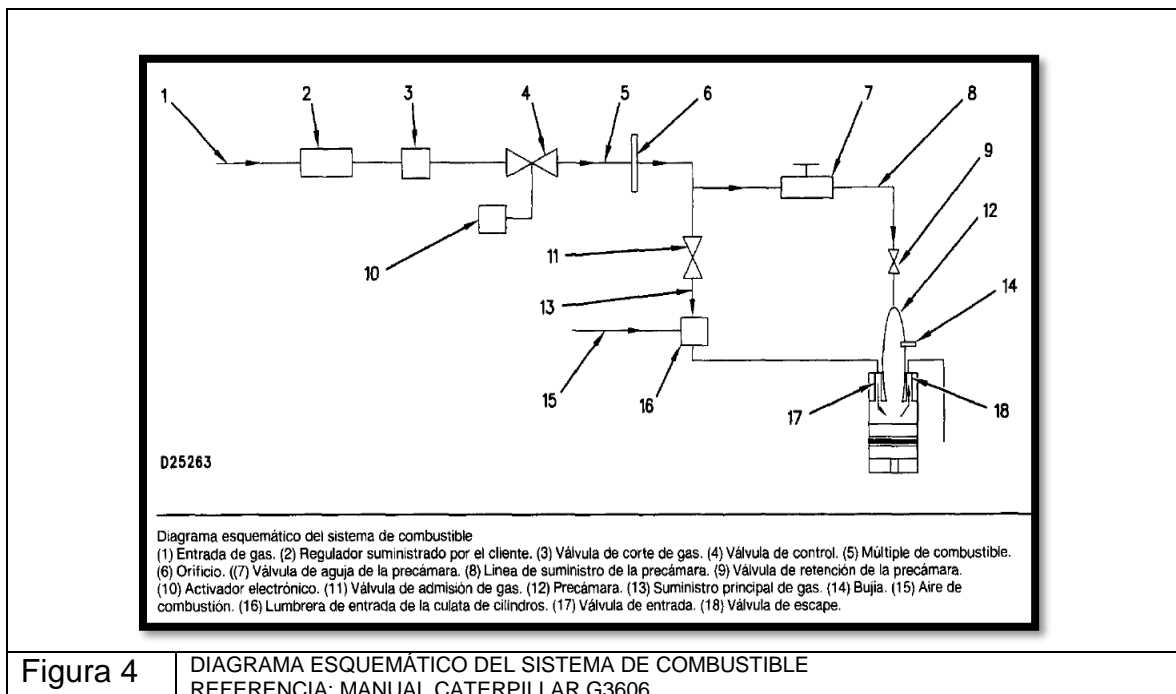 1
2
3
4
5
6
7
8
9
10
11
12
13
14
15
16
17
18
D25263
Diagrama esquemático del sistema de combustible
(1) Entrada de gas. (2) Regulador suministrado por el cliente. (3) Válvula de corte de gas. (4) Válvula de control. (5) Múltiple de combustible.
(6) Orificio. ((7) Válvula de aguja de la precámara. (8) Línea de suministro de la precámara. (9) Válvula de retención de la precámara.
(10) Activador electrónico. (11) Válvula de admisión de gas. (12) Precámara. (13) Suministro principal de gas. (14) Bujía. (15) Aire de
combustión. (16) Lumbrera de entrada de la culata de cilindros. (17) Válvula de entrada. (18) Válvula de escape.
Figura 4
DIAGRAMA ESQUEMÁTICO DEL SISTEMA DE COMBUSTIBLE
REFERENCIA: MANUAL CATERPILLAR G3606